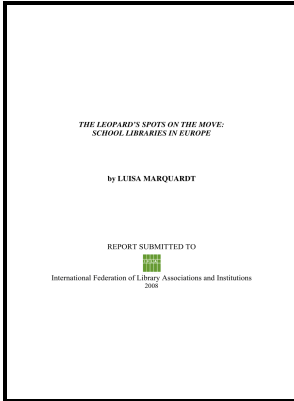 THE LEOPARD'S SPOTS ON THE MOVE:
SCHOOL LIBRARIES IN EUROPE
by LUISA MARQUARDT
REPORT SUBMITTED TO
International Federation of Library Associations and Institutions
2008